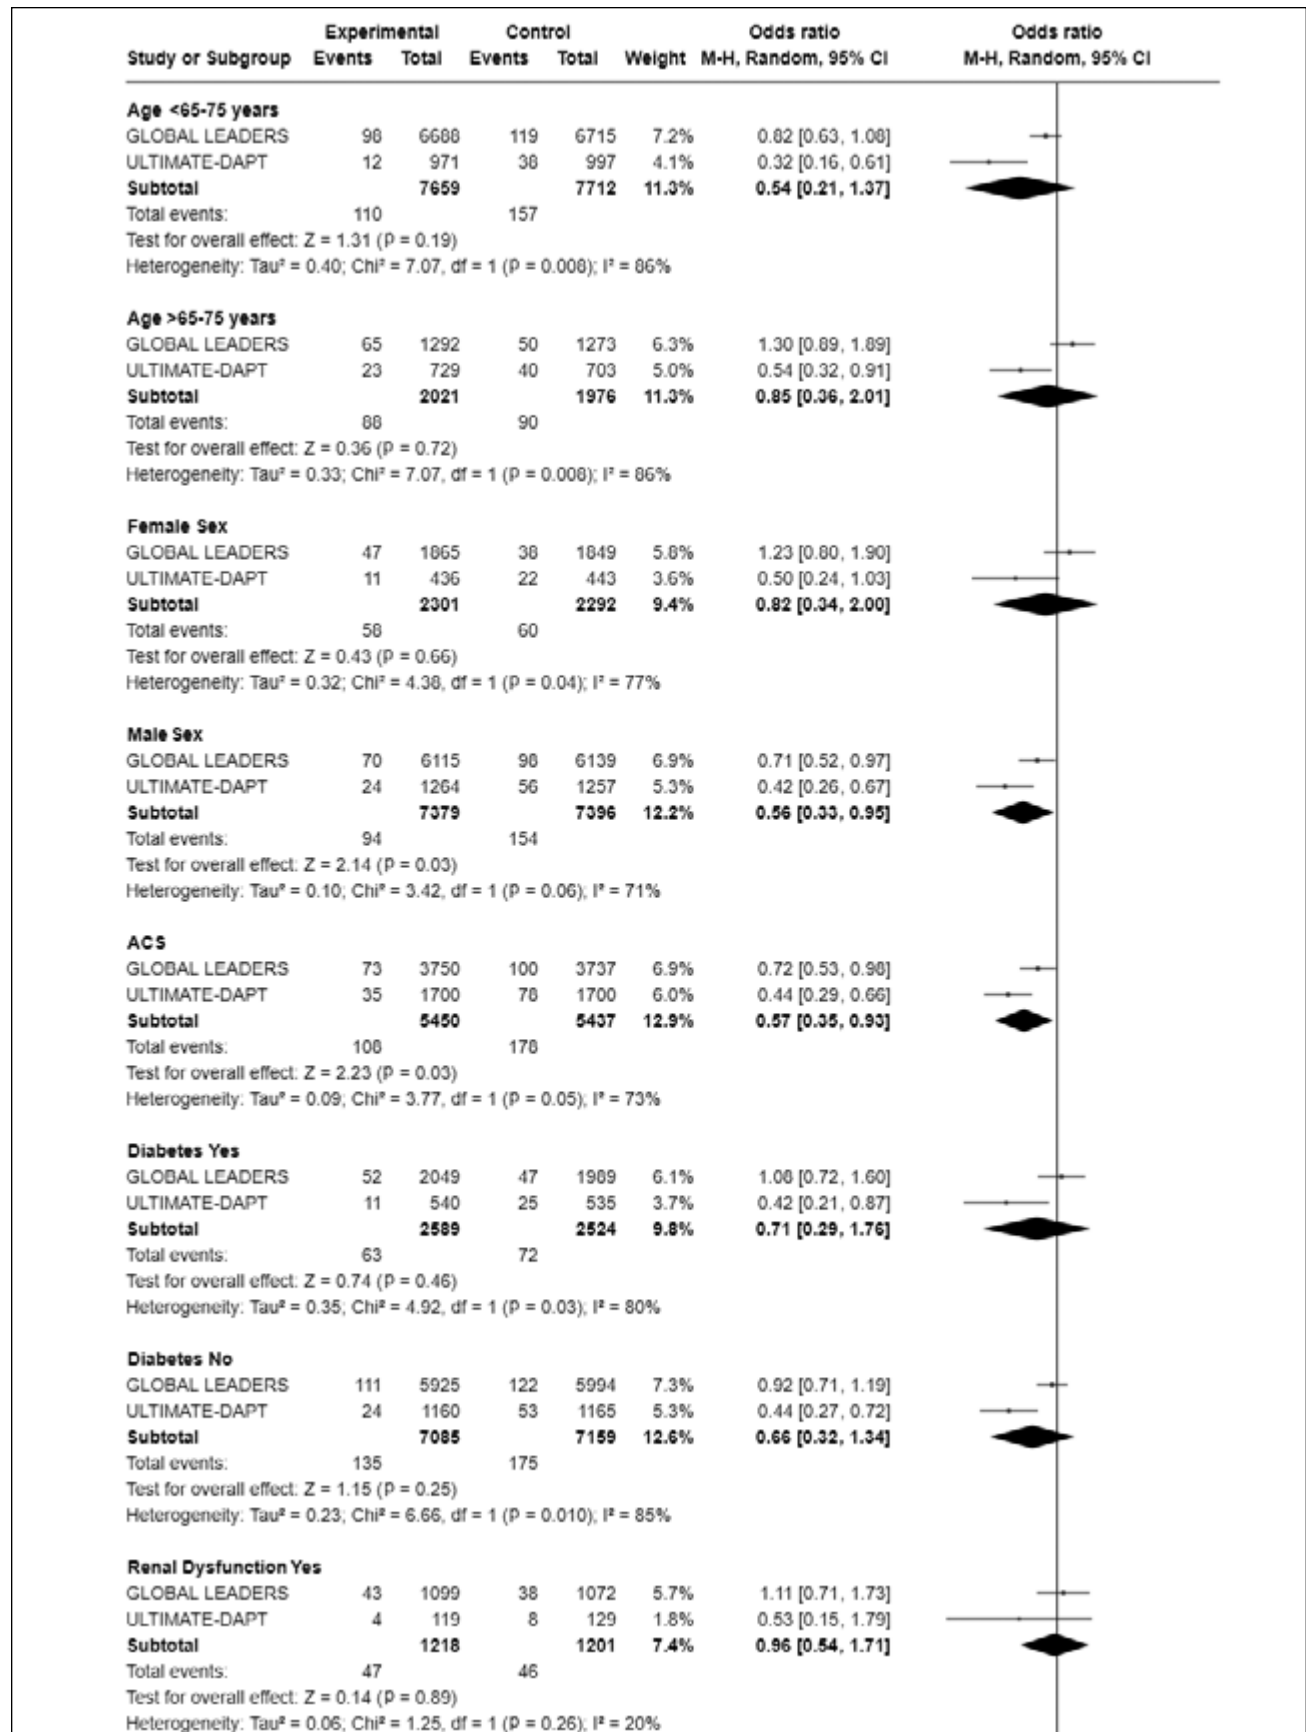 Experimental Control Odds ratio Odds ratio
Study or Subgroup Events Total Events Total Weight M-H, Random, 95% CI M-H, Random, 95% CI
Age <65-75 years
GLOBAL LEADERS 98 6688 119 6715 7.2% 0.82 [0.63, 1.08]
ULTIMATE-DAPT 12 971 38 997 4.1% 0.32 [0.16, 0.61]
Subtotal 7659 7712 11.3% 0.54 [0.21, 1.37]
Total events: 110 157
Test for overall effect: Z = 1.31 (P = 0.19)
Heterogeneity: Tau² = 0.40; Chi² = 7.07, df = 1 (P = 0.008); I² = 86%
Age >65-75 years
GLOBAL LEADERS 65 1292 50 1273 6.3% 1.30 [0.89, 1.89]
ULTIMATE-DAPT 23 729 40 703 5.0% 0.54 [0.32, 0.91]
Subtotal 2021 1976 11.3% 0.85 [0.36, 2.01]
Total events: 88 90
Test for overall effect: Z = 0.36 (P = 0.72)
Heterogeneity: Tau² = 0.33; Chi² = 7.07, df = 1 (P = 0.008); I² = 86%
Female Sex
GLOBAL LEADERS 47 1865 38 1849 5.8% 1.23 [0.80, 1.90]
ULTIMATE-DAPT 11 436 22 443 3.6% 0.50 [0.24, 1.03]
Subtotal 2301 2292 9.4% 0.82 [0.34, 2.00]
Total events: 58 60
Test for overall effect: Z = 0.43 (P = 0.66)
Heterogeneity: Tau² = 0.32; Chi² = 4.38, df = 1 (P = 0.04); I² = 77%
Male Sex
GLOBAL LEADERS 70 6115 98 6139 6.9% 0.71 [0.52, 0.97]
ULTIMATE-DAPT 24 1264 56 1257 5.3% 0.42 [0.26, 0.67]
Subtotal 7379 7396 12.2% 0.56 [0.33, 0.95]
Total events: 94 154
Test for overall effect: Z = 2.14 (P = 0.03)
Heterogeneity: Tau² = 0.10; Chi² = 3.42, df = 1 (P = 0.06); I² = 71%
ACS
GLOBAL LEADERS 73 3750 100 3737 6.9% 0.72 [0.53, 0.98]
ULTIMATE-DAPT 35 1700 78 1700 6.0% 0.44 [0.29, 0.66]
Subtotal 5450 5437 12.9% 0.57 [0.35, 0.93]
Total events: 108 178
Test for overall effect: Z = 2.23 (P = 0.03)
Heterogeneity: Tau² = 0.09; Chi² = 3.77, df = 1 (P = 0.05); I² = 73%
Diabetes Yes
GLOBAL LEADERS 52 2049 47 1989 6.1% 1.08 [0.72, 1.60]
ULTIMATE-DAPT 11 540 25 535 3.7% 0.42 [0.21, 0.87]
Subtotal 2589 2524 9.8% 0.71 [0.29, 1.76]
Total events: 63 72
Test for overall effect: Z = 0.74 (P = 0.46)
Heterogeneity: Tau² = 0.35; Chi² = 4.92, df = 1 (P = 0.03); I² = 80%
Diabetes No
GLOBAL LEADERS 111 5925 122 5994 7.3% 0.92 [0.71, 1.19]
ULTIMATE-DAPT 24 1160 53 1165 5.3% 0.44 [0.27, 0.72]
Subtotal 7085 7159 12.6% 0.66 [0.32, 1.34]
Total events: 135 175
Test for overall effect: Z = 1.15 (P = 0.25)
Heterogeneity: Tau² = 0.23; Chi² = 6.66, df = 1 (P = 0.010); I² = 85%
Renal Dysfunction Yes
GLOBAL LEADERS 43 1099 38 1072 5.7% 1.11 [0.71, 1.73]
ULTIMATE-DAPT 4 119 8 129 1.8% 0.53 [0.15, 1.79]
Subtotal 1218 1201 7.4% 0.96 [0.54, 1.71]
Total events: 47 46
Test for overall effect: Z = 0.14 (P = 0.89)
Heterogeneity: Tau² = 0.06; Chi² = 1.25, df = 1 (P = 0.26); I² = 20%